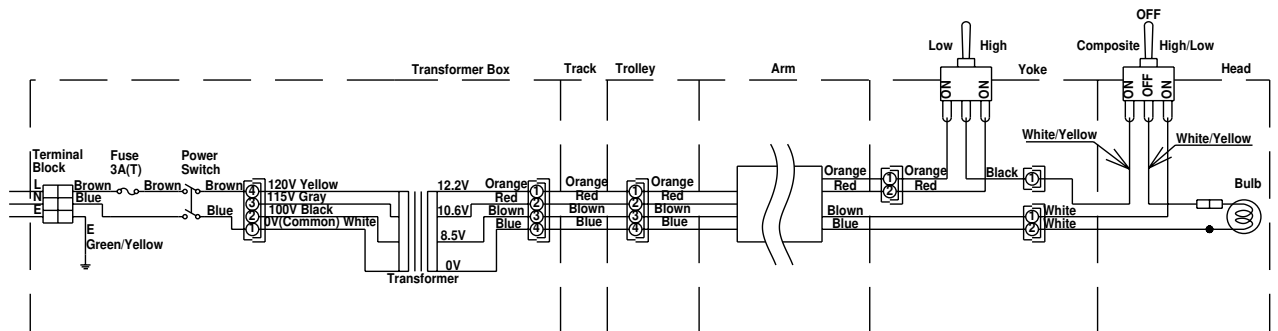 OFF
Low High Composite High/Low
Transformer Box Track Trolley Arm Yoke Head
ON ON ON OFF ON
White/Yellow White/Yellow
Terminal Block
Fuse 3A(T)
Power Switch
L Brown Brown Brown 4 120V Yellow 12.2V Orange 1 Orange 1 Orange Orange 1 Orange Black 1 Bulb
N Blue 3 115V Gray Red 2 Red 2 Red Red 2 Red
E Blue 2 100V Black 10.6V Blown 3 Blown 3 Blown Blown 1 White
E 1 0V(Common) White Blue 4 Blue 4 Blue Blue 2 White
Green/Yellow 8.5V
0V
Transformer